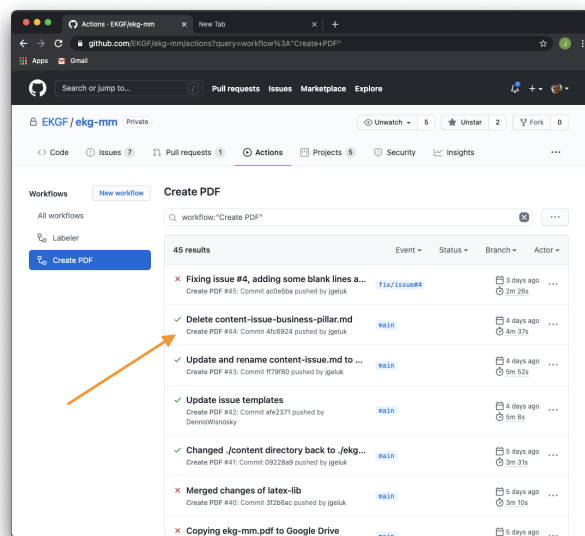 Actions · EKGF/ekg-mm × New Tab × +
github.com/EKGF/ekg-mm/actions?query=workflow%3A"Create+PDF" J
Apps Gmail
Search or jump to... / Pull requests Issues Marketplace Explore
EKGF / ekg-mm Private Unwatch 5 Unstar 2 Fork 0
Code Issues 7 Pull requests 1 Actions Projects 5 Security Insights ...
Workflows New workflow Create PDF
All workflows workflow:"Create PDF" ...
Labeler
Create PDF
45 results Event Status Branch Actor
Fixing issue #4, adding some blank lines a... fix/issue#4 3 days ago ...
Create PDF #45: Commit ac0e5ba pushed by jgeluk 2m 26s
Delete content-issue-business-pillar.md main 4 days ago ...
Create PDF #44: Commit 4fc6924 pushed by jgeluk 4m 37s
Update and rename content-issue.md to ... main 4 days ago ...
Create PDF #43: Commit ff79f80 pushed by jgeluk 5m 52s
Update issue templates main 4 days ago ...
Create PDF #42: Commit afe2371 pushed by 5m 8s
DennisWisnosky
Changed ./content directory back to ./ekg... main 5 days ago ...
Create PDF #41: Commit 09228a9 pushed by jgeluk 3m 31s
Merged changes of latex-lib main 5 days ago ...
Create PDF #40: Commit 3f2b6ac pushed by jgeluk 3m 10s
Copying ekg-mm.pdf to Google Drive main 5 days ago